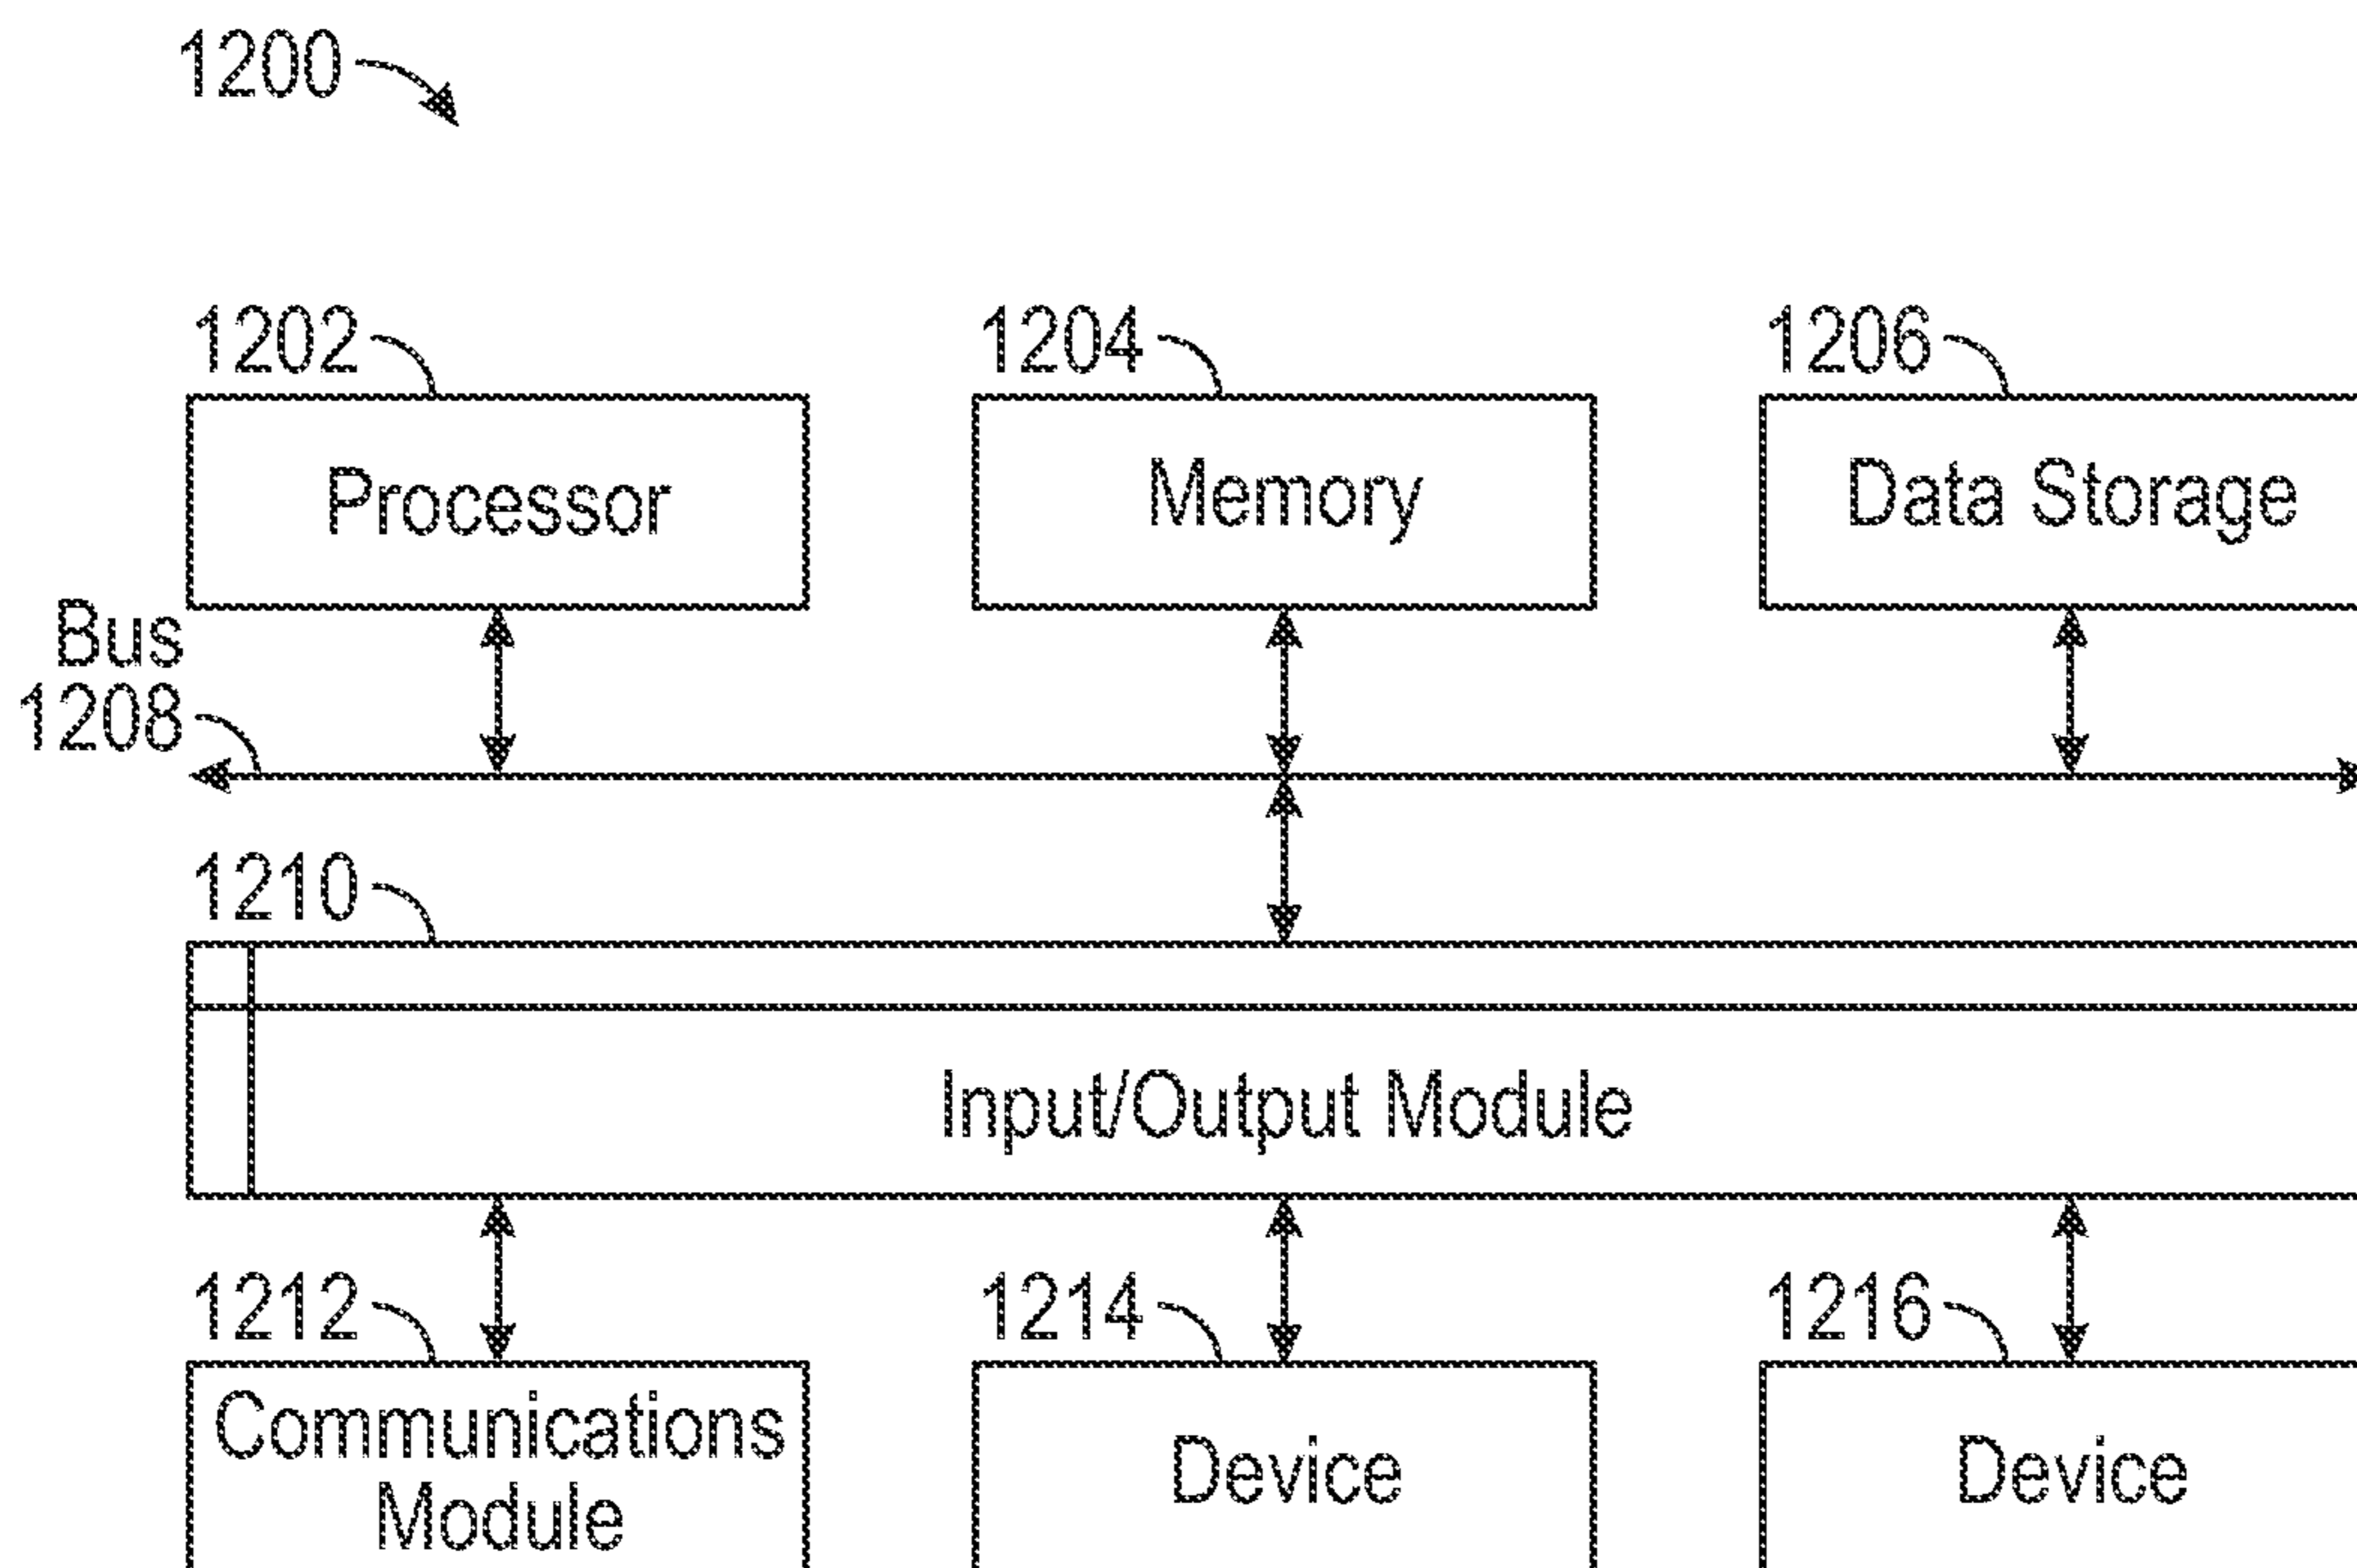 1200
1202
1204
1206
Processor
Memory
Data Storage
Bus
1208
1210
Input/Output Module
1212
1214
1216
Communications
Module
Device
Device